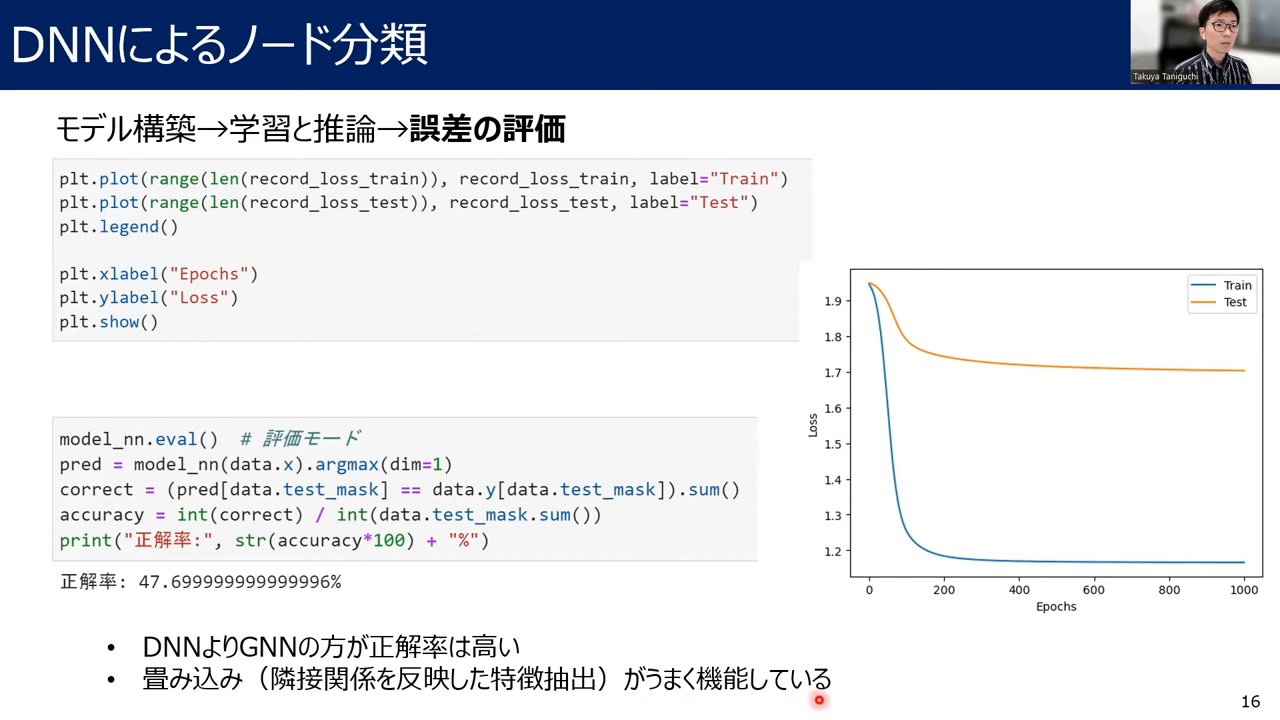 DNNによるノード分類
Takuya Taniguchi
モデル構築→学習と推論→誤差の評価
plt.plot(range(len(record_loss_train)), record_loss_train, label="Train")
plt.plot(range(len(record_loss_test)), record_loss_test, label="Test")
plt.legend()
plt.xlabel("Epochs")
plt.ylabel("Loss")
plt.show()
Train
Test
1.9
1.8
1.7
1.6
1.5
1.4
1.3
1.2
Loss
0 200 400 600 800 1000
Epochs
model_nn.eval()  # 評価モード
pred = model_nn(data.x).argmax(dim=1)
correct = (pred[data.test_mask] == data.y[data.test_mask]).sum()
accuracy = int(correct) / int(data.test_mask.sum())
print("正解率:", str(accuracy*100) + "%")
正解率: 47.699999999999996%
• DNNよりGNNの方が正解率は高い
• 畳み込み（隣接関係を反映した特徴抽出）がうまく機能している
16